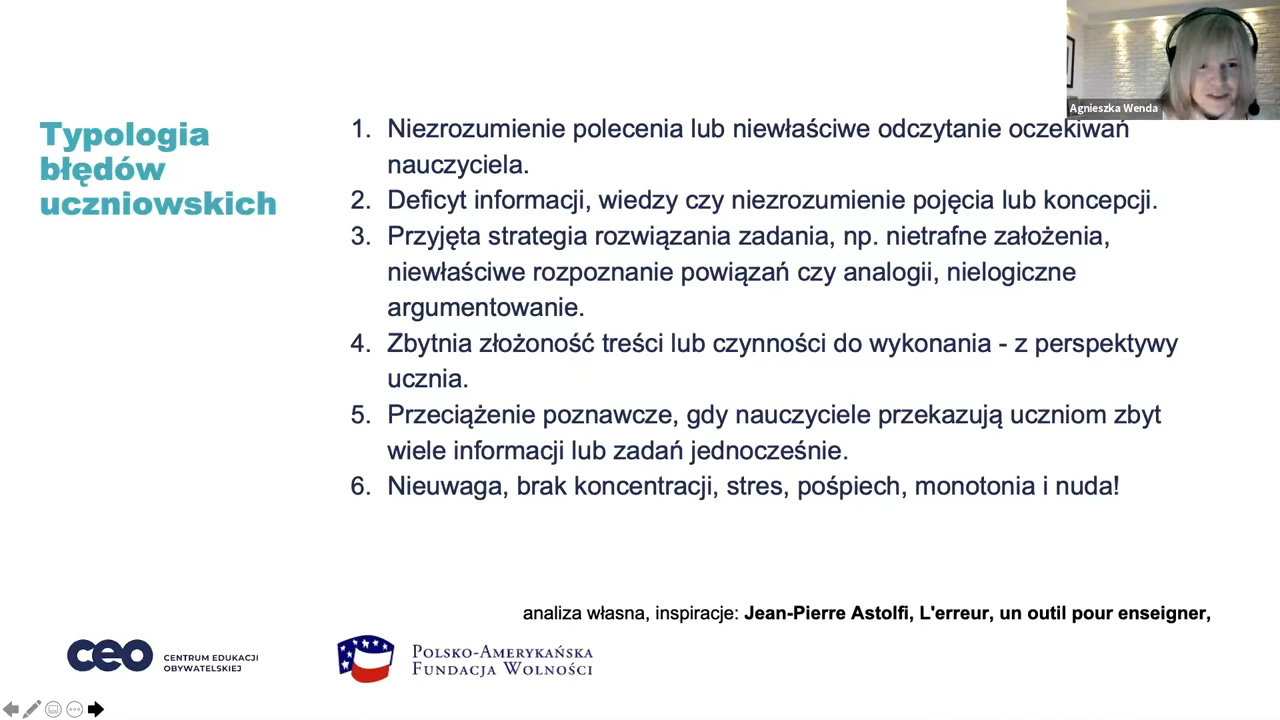 Agnieszka Wenda
Typologia
błędów
uczniowskich
1. Niezrozumienie polecenia lub niewłaściwe odczytanie oczekiwań
nauczyciela.
2. Deficyt informacji, wiedzy czy niezrozumienie pojęcia lub koncepcji.
3. Przyjęta strategia rozwiązania zadania, np. nietrafne założenia,
niewłaściwe rozpoznanie powiązań czy analogii, nielogiczne
argumentowanie.
4. Zbytnia złożoność treści lub czynności do wykonania - z perspektywy
ucznia.
5. Przeciążenie poznawcze, gdy nauczyciele przekazują uczniom zbyt
wiele informacji lub zadań jednocześnie.
6. Nieuwaga, brak koncentracji, stres, pośpiech, monotonia i nuda!
analiza własna, inspiracje: Jean-Pierre Astolfi, L'erreur, un outil pour enseigner,
ceo
CENTRUM EDUKACJI
OBYWATELSKIEJ
POLSKO-AMERYKAŃSKA
FUNDACJA WOLNOŚCI